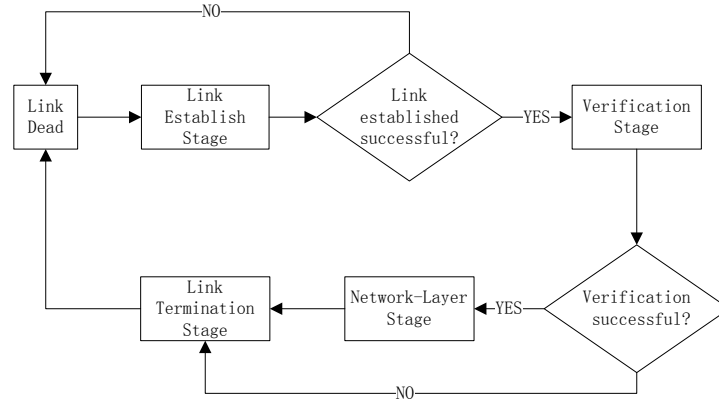 NO
Link
Dead
Link
Establish
Stage
Link
established
successful?
YES
Verification
Stage
Link
Termination
Stage
Network-Layer
Stage
YES
Verification
successful?
NO